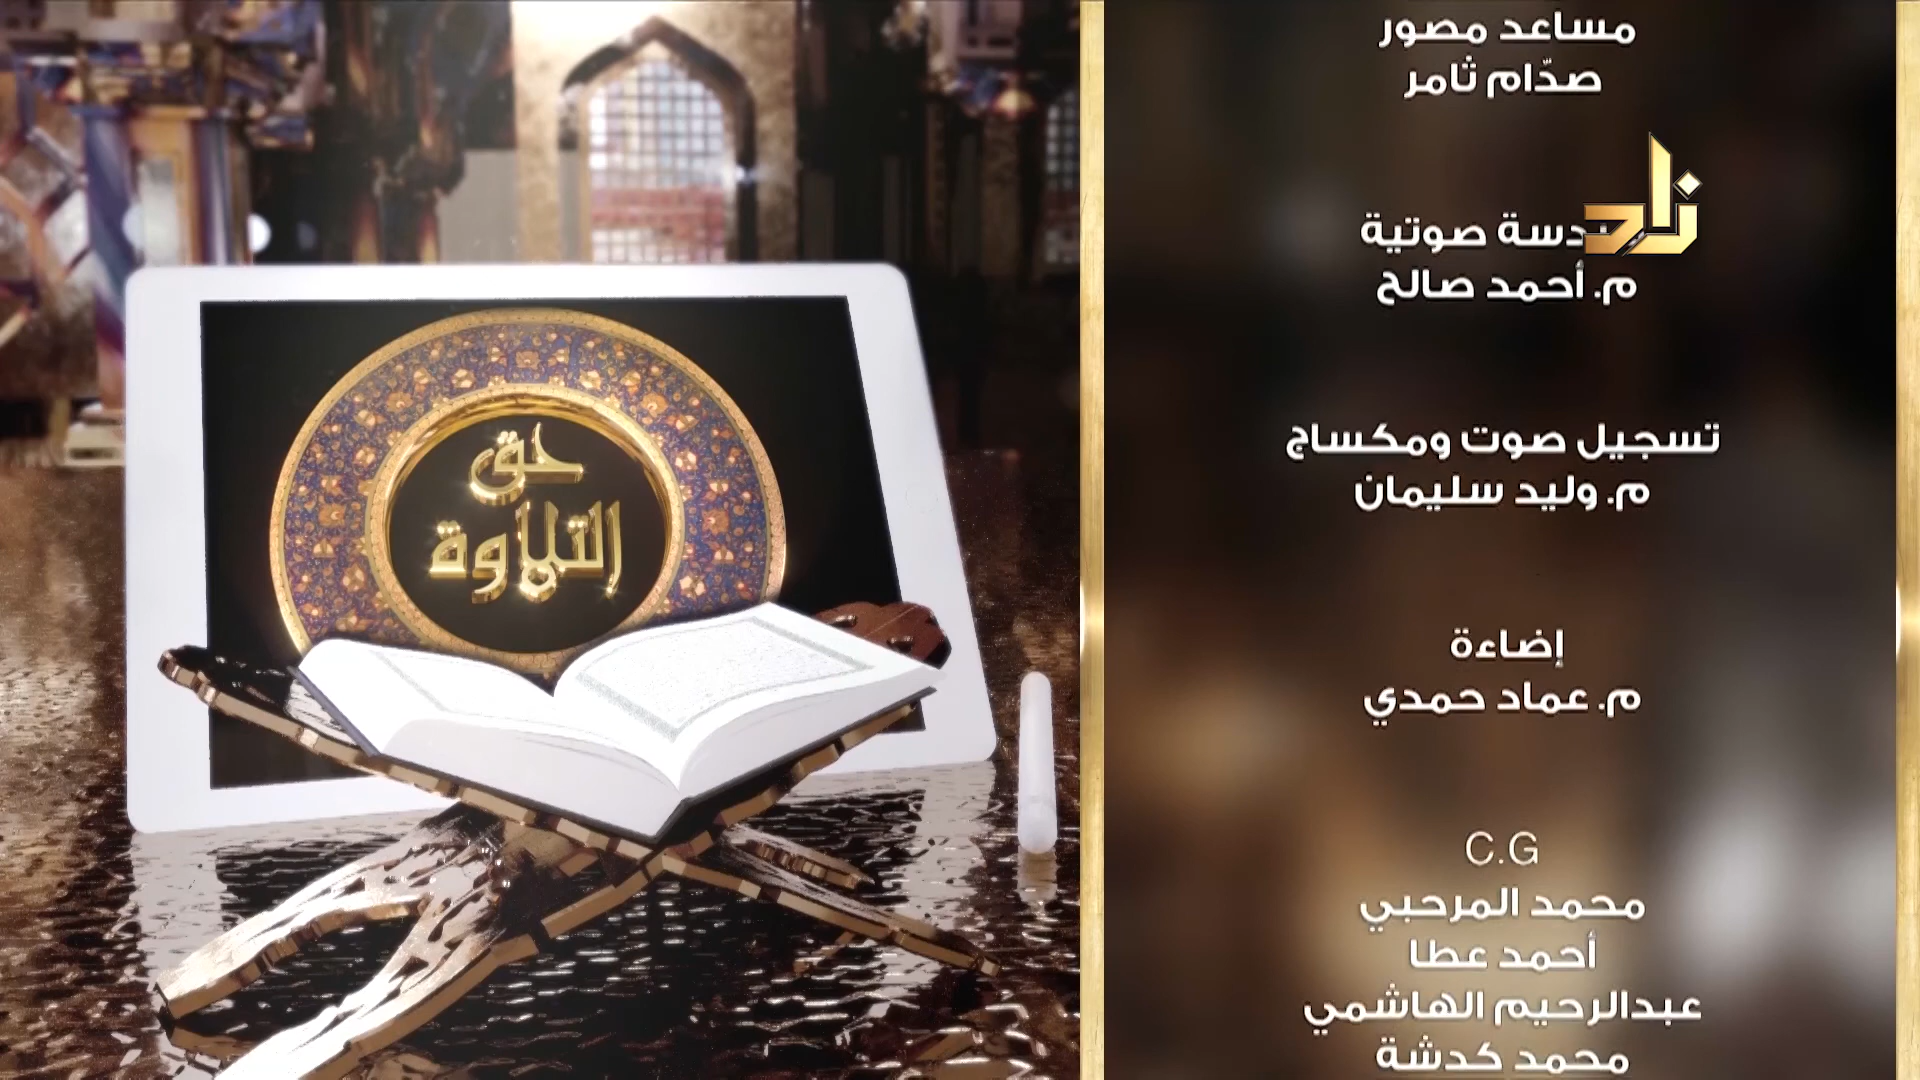 حق
التلاوة
مساعد مصور
صدّام ثامر
زاد
دسة صوتية
م. أحمد صالح
تسجيل صوت ومكساج
م. وليد سليمان
إضاءة
م. عماد حمدي
C.G
محمد المرحبي
أحمد عطا
عبدالرحيم الهاشمي
محمد كدشة